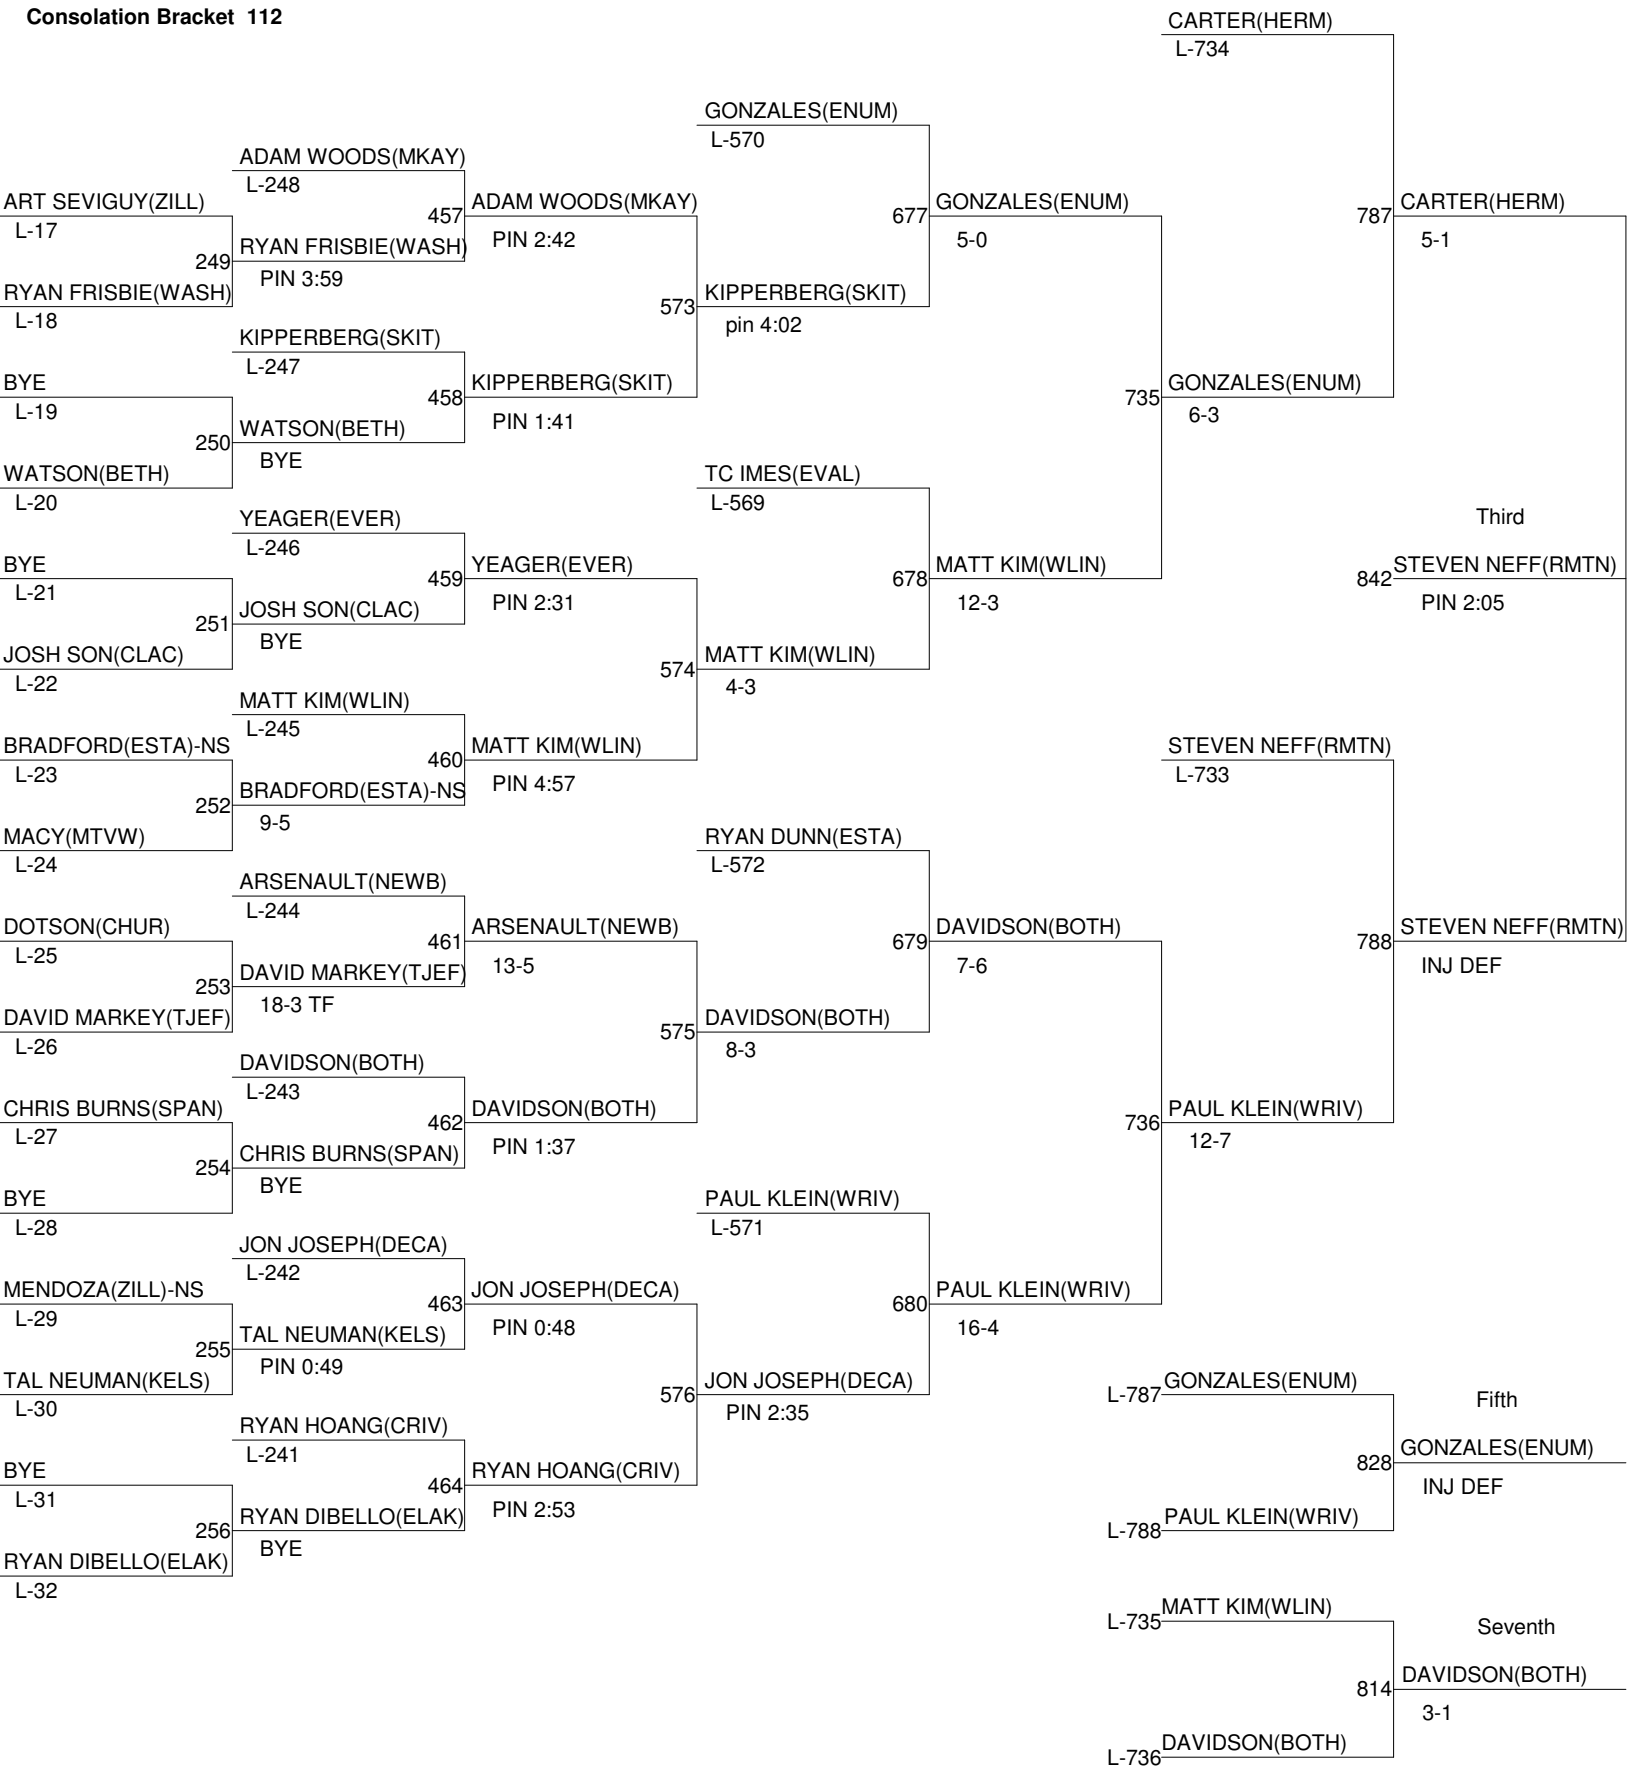 Consolation Bracket 112
CARTER(HERM)
L-734
GONZALES(ENUM)
L-570
ADAM WOODS(MKAY)
L-248
ART SEVIGUY(ZILL)
457
ADAM WOODS(MKAY)
677
GONZALES(ENUM)
787
CARTER(HERM)
L-17
PIN 2:42
5-0
5-1
249
RYAN FRISBIE(WASH)
PIN 3:59
RYAN FRISBIE(WASH)
573
KIPPERBERG(SKIT)
L-18
pin 4:02
KIPPERBERG(SKIT)
L-247
BYE
458
KIPPERBERG(SKIT)
735
GONZALES(ENUM)
L-19
PIN 1:41
6-3
250
WATSON(BETH)
BYE
WATSON(BETH)
TC IMES(EVAL)
L-20
L-569
YEAGER(EVER)
Third
L-246
BYE
459
YEAGER(EVER)
678
MATT KIM(WLIN)
842
STEVEN NEFF(RMTN)
L-21
PIN 2:31
12-3
PIN 2:05
251
JOSH SON(CLAC)
BYE
JOSH SON(CLAC)
574
MATT KIM(WLIN)
L-22
4-3
MATT KIM(WLIN)
L-245
BRADFORD(ESTA)-NS
460
MATT KIM(WLIN)
STEVEN NEFF(RMTN)
L-23
PIN 4:57
L-733
252
BRADFORD(ESTA)-NS
9-5
MACY(MTVW)
RYAN DUNN(ESTA)
L-24
L-572
ARSENAULT(NEWB)
L-244
DOTSON(CHUR)
461
ARSENAULT(NEWB)
679
DAVIDSON(BOTH)
788
STEVEN NEFF(RMTN)
L-25
13-5
7-6
INJ DEF
253
DAVID MARKEY(TJEF)
18-3 TF
DAVID MARKEY(TJEF)
575
DAVIDSON(BOTH)
L-26
8-3
DAVIDSON(BOTH)
L-243
CHRIS BURNS(SPAN)
462
DAVIDSON(BOTH)
736
PAUL KLEIN(WRIV)
L-27
PIN 1:37
12-7
254
CHRIS BURNS(SPAN)
BYE
BYE
PAUL KLEIN(WRIV)
L-28
L-571
JON JOSEPH(DECA)
L-242
MENDOZA(ZILL)-NS
463
JON JOSEPH(DECA)
680
PAUL KLEIN(WRIV)
L-29
PIN 0:48
16-4
255
TAL NEUMAN(KELS)
PIN 0:49
TAL NEUMAN(KELS)
576
JON JOSEPH(DECA)
L-787
GONZALES(ENUM)
Fifth
L-30
PIN 2:35
RYAN HOANG(CRIV)
L-241
828
GONZALES(ENUM)
BYE
464
RYAN HOANG(CRIV)
INJ DEF
L-31
PIN 2:53
256
RYAN DIBELLO(ELAK)
L-788
PAUL KLEIN(WRIV)
BYE
RYAN DIBELLO(ELAK)
L-32
L-735
MATT KIM(WLIN)
Seventh
814
DAVIDSON(BOTH)
3-1
L-736
DAVIDSON(BOTH)